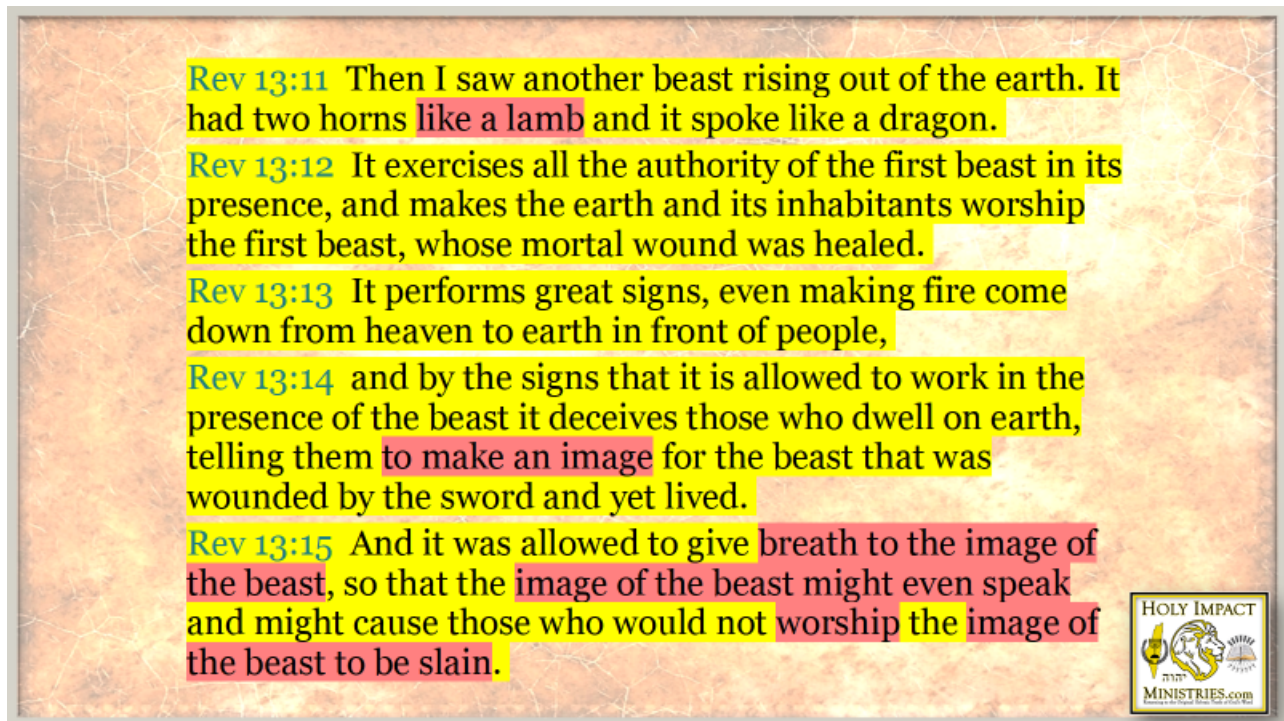 Rev 13:11  Then I saw another beast rising out of the earth. It
had two horns like a lamb and it spoke like a dragon.
Rev 13:12  It exercises all the authority of the first beast in its
presence, and makes the earth and its inhabitants worship
the first beast, whose mortal wound was healed.
Rev 13:13  It performs great signs, even making fire come
down from heaven to earth in front of people,
Rev 13:14  and by the signs that it is allowed to work in the
presence of the beast it deceives those who dwell on earth,
telling them to make an image for the beast that was
wounded by the sword and yet lived.
Rev 13:15  And it was allowed to give breath to the image of
the beast, so that the image of the beast might even speak
and might cause those who would not worship the image of
the beast to be slain.
HOLY IMPACT
יהוה
MINISTRIES.com